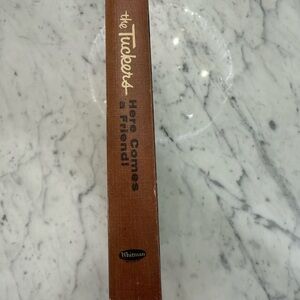 the Tuckers
Here Comes
a Friend!
Whitman